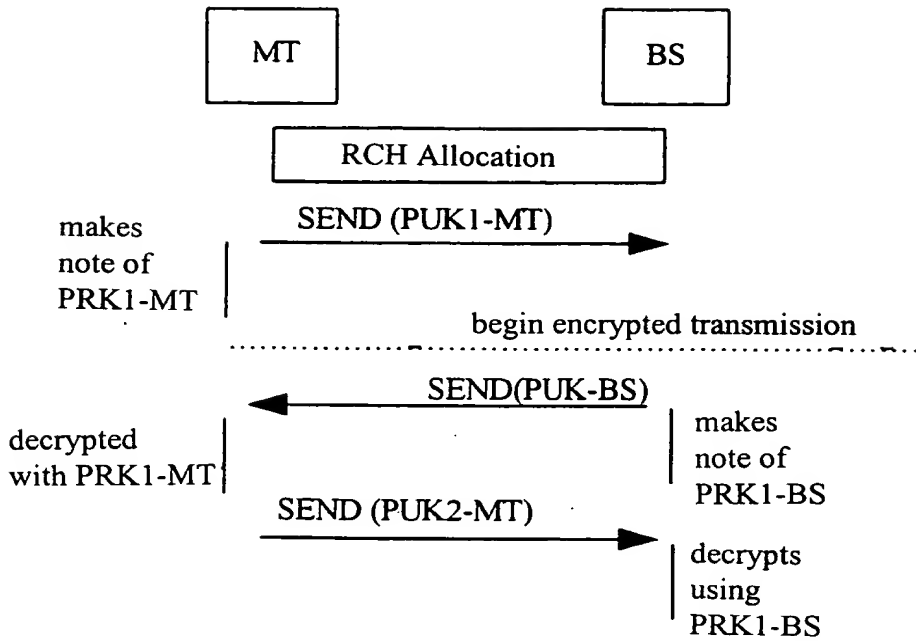 MT
BS
RCH Allocation
SEND (PUK1-MT)
makes
note of
PRK1-MT
begin encrypted transmission
SEND(PUK-BS)
decrypted
with PRK1-MT
makes
note of
PRK1-BS
SEND (PUK2-MT)
decrypts
using
PRK1-BS